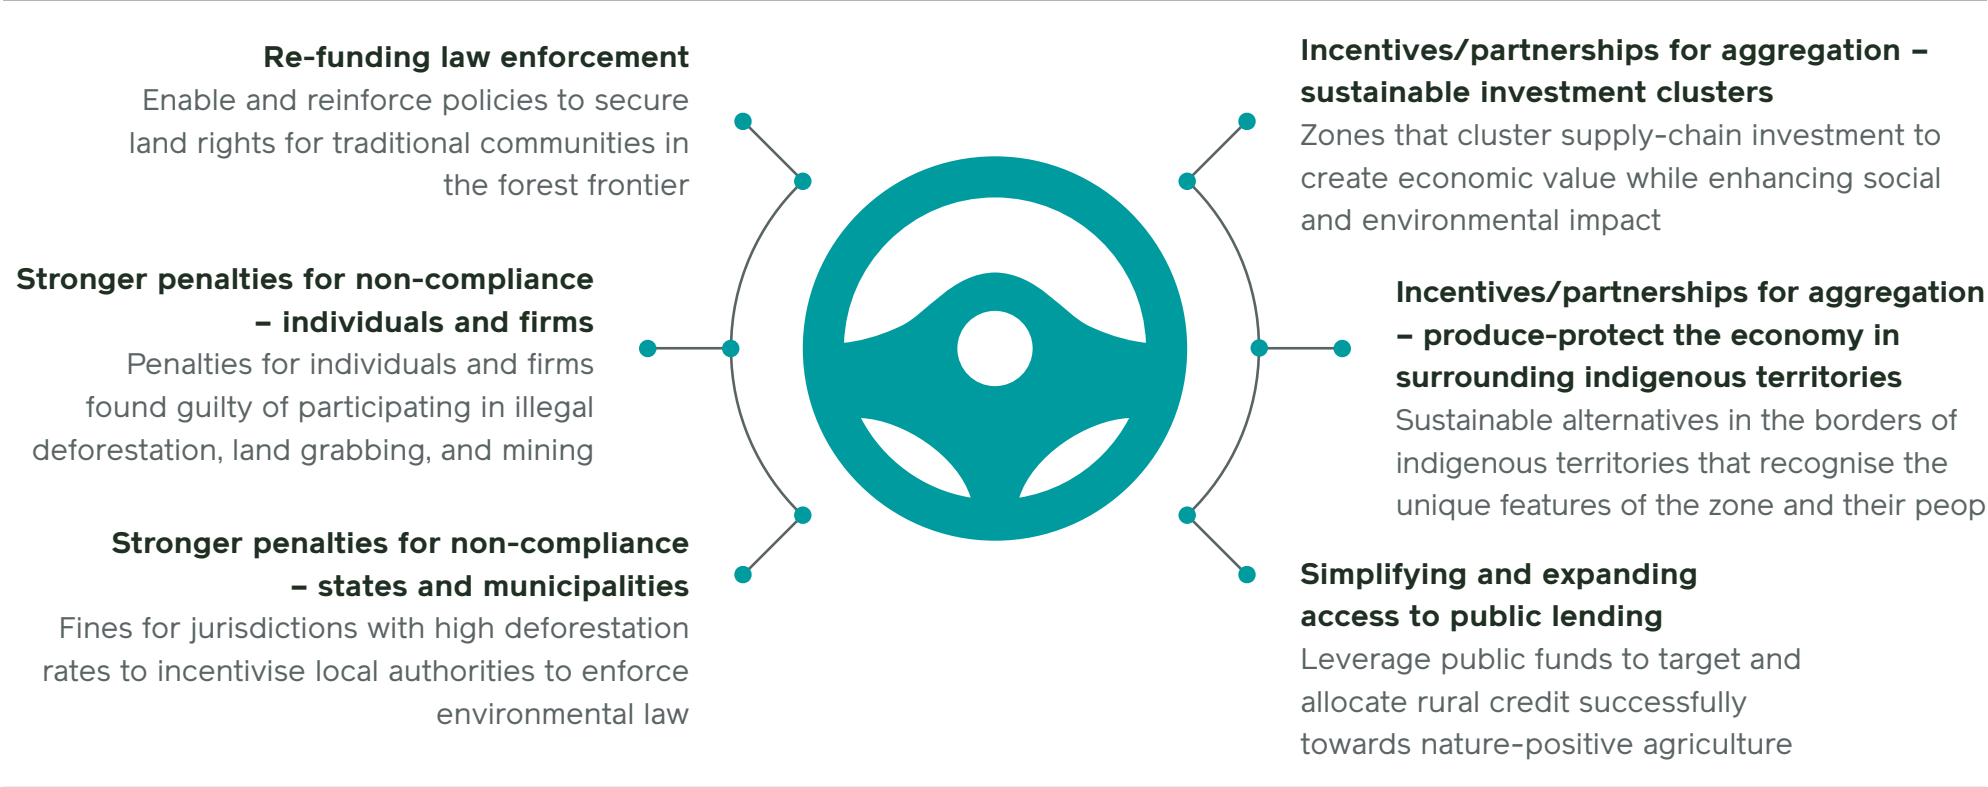 Re-funding law enforcement
Enable and reinforce policies to secure
land rights for traditional communities in
the forest frontier
Stronger penalties for non-compliance
– individuals and firms
Penalties for individuals and firms
found guilty of participating in illegal
deforestation, land grabbing, and mining
Stronger penalties for non-compliance
– states and municipalities
Fines for jurisdictions with high deforestation
rates to incentivise local authorities to enforce
environmental law
Incentives/partnerships for aggregation –
sustainable investment clusters
Zones that cluster supply-chain investment to
create economic value while enhancing social
and environmental impact
Incentives/partnerships for aggregation
– produce-protect the economy in
surrounding indigenous territories
Sustainable alternatives in the borders of
indigenous territories that recognise the
unique features of the zone and their
Simplifying and expanding
access to public lending
Leverage public funds to target and
allocate rural credit successfully
towards nature-positive agriculture